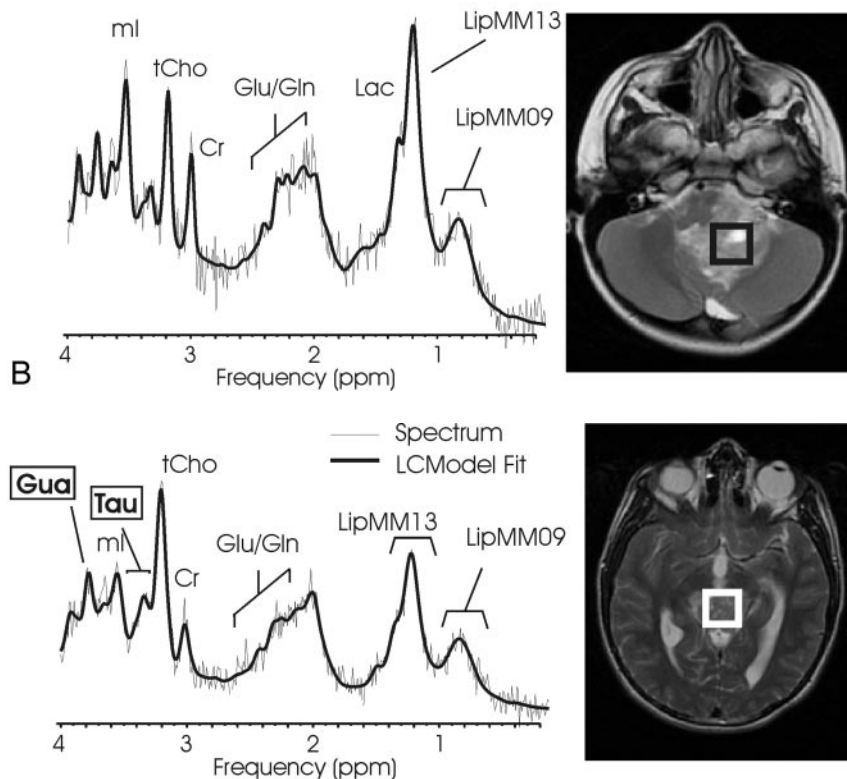 mI
tCho
Cr
Glu/Gln
Lac
LipMM13
LipMM09
4 3 2 1
Frequency (ppm)
B
Spectrum
LCModel Fit
Gua
Tau
mI
tCho
Cr
Glu/Gln
LipMM13
LipMM09
4 3 2 1
Frequency (ppm)